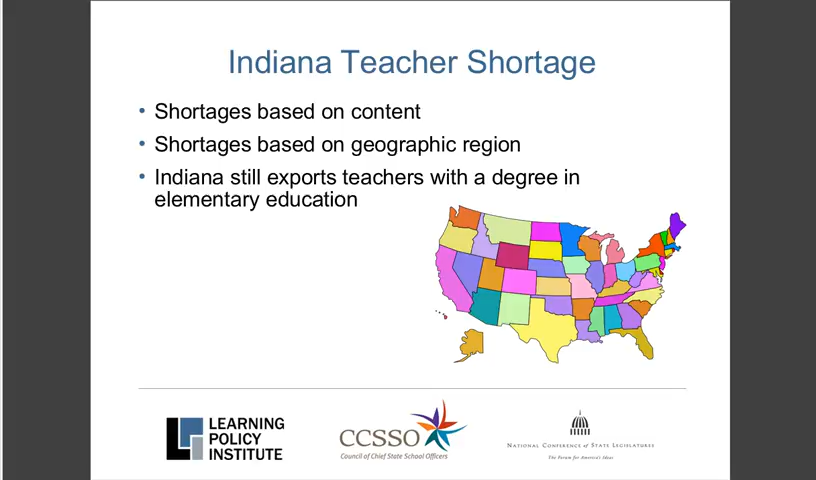 Indiana Teacher Shortage
• Shortages based on content
• Shortages based on geographic region
• Indiana still exports teachers with a degree in
elementary education
LEARNING
POLICY
INSTITUTE
CCSSO
Council of Chief State School Officers
NATIONAL CONFERENCE of STATE LEGISLATURES
The Forum for America's Ideas